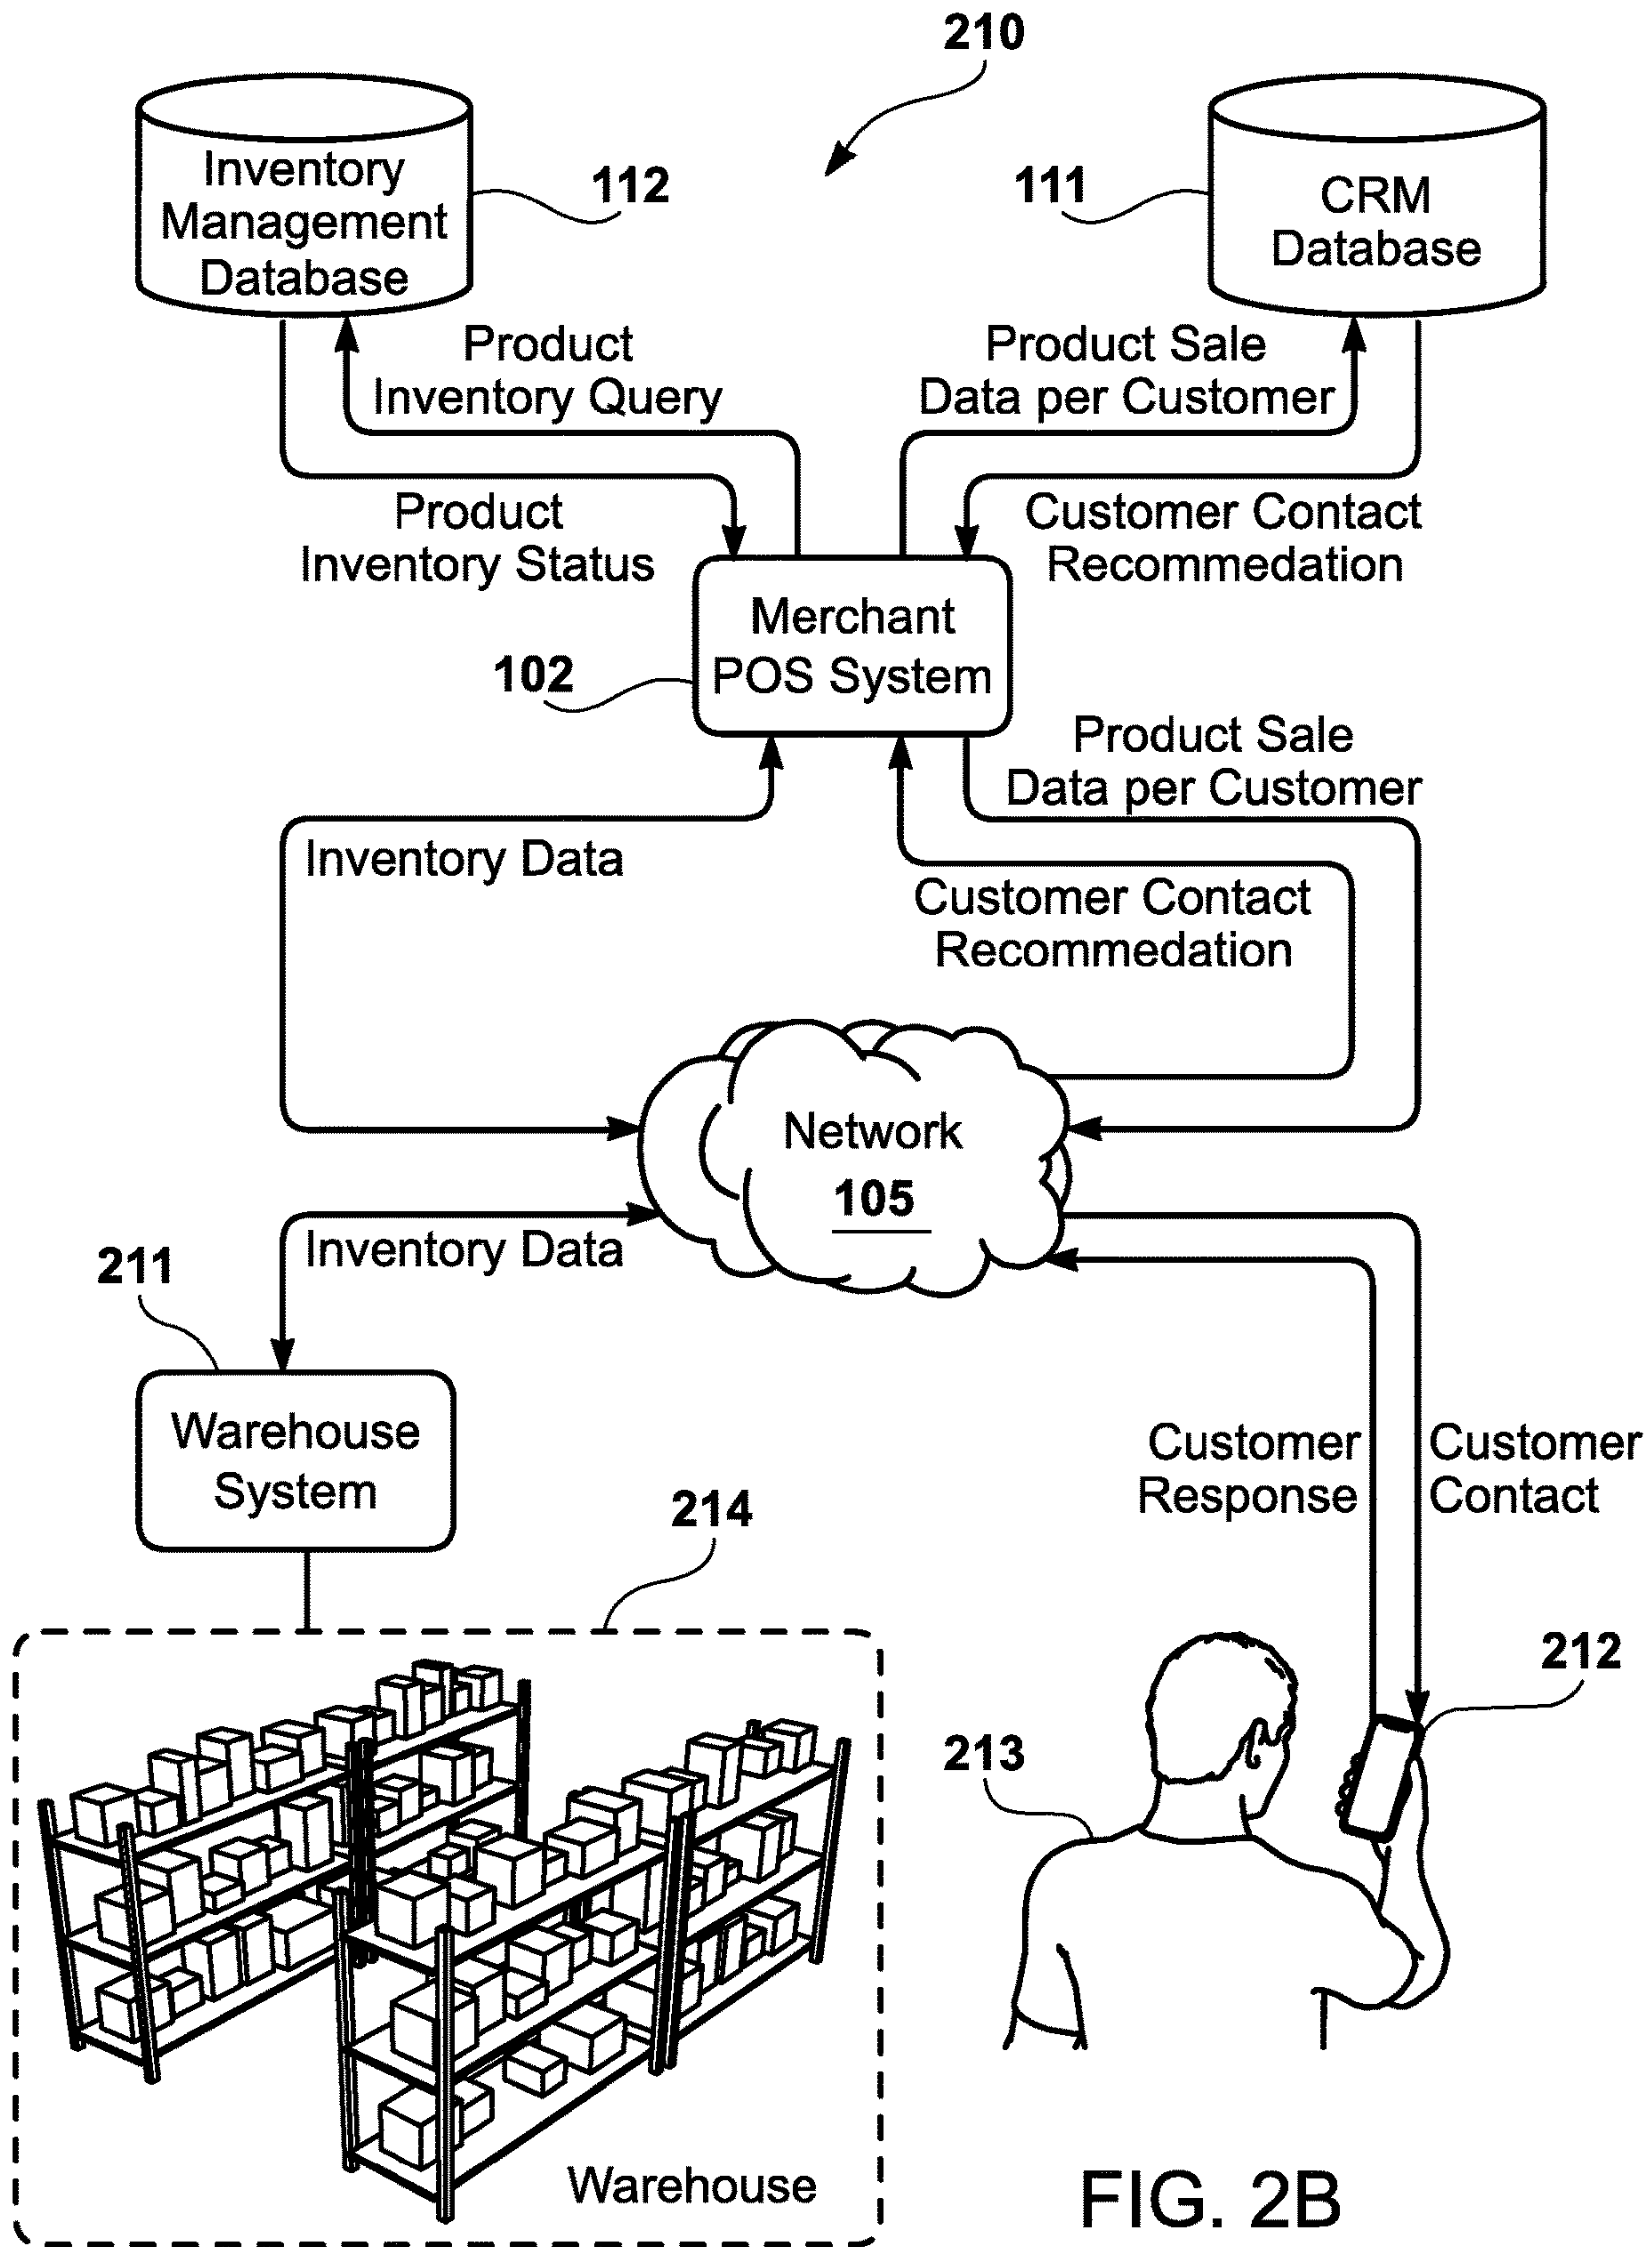 210
Inventory
Management
Database
112
111
CRM
Database
Product
Inventory Query
Product Sale
Data per Customer
Product
Inventory Status
Customer Contact
Recommedation
Merchant
POS System
102
Product Sale
Data per Customer
Inventory Data
Customer Contact
Recommedation
Network
105
Inventory Data
211
Warehouse
System
Customer
Response
Customer
Contact
214
212
213
Warehouse
FIG. 2B